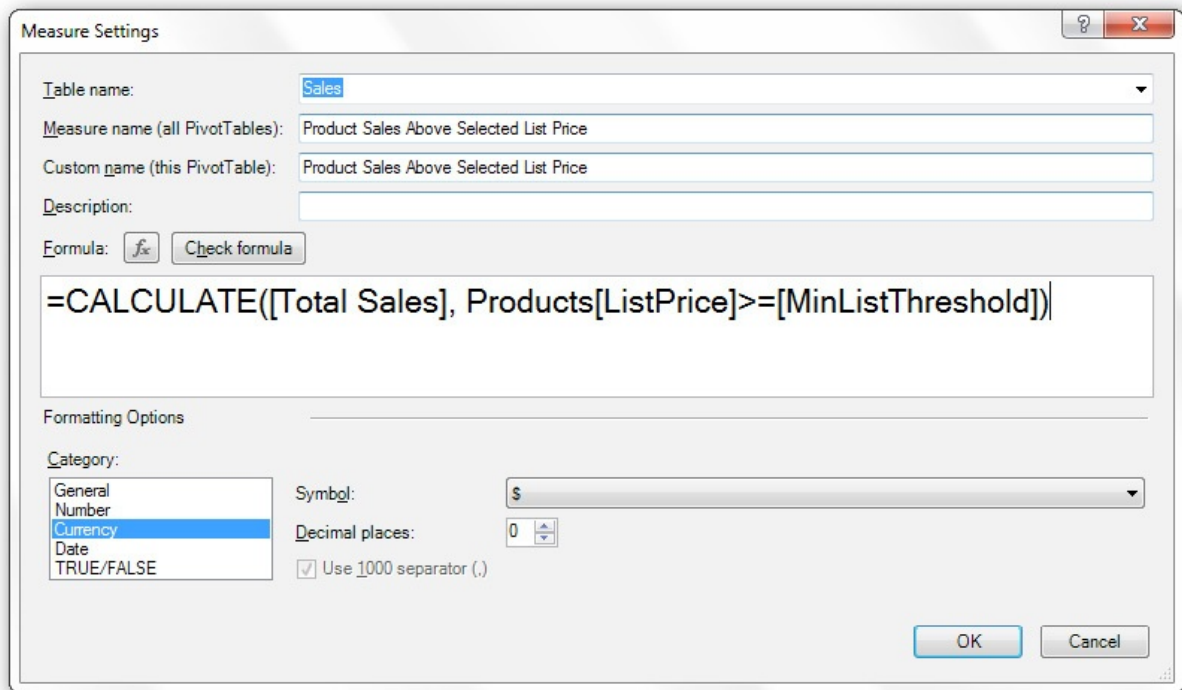 Measure Settings
?
Table name: Sales
Measure name (all PivotTables): Product Sales Above Selected List Price
Custom name (this PivotTable): Product Sales Above Selected List Price
Description:
Formula: fx Check formula
=CALCULATE([Total Sales], Products[ListPrice]>=[MinListThreshold])
Formatting Options
Category:
General
Number
Currency
Date
TRUE/FALSE
Symbol: $
Decimal places: 0
Use 1000 separator (,)
OK Cancel